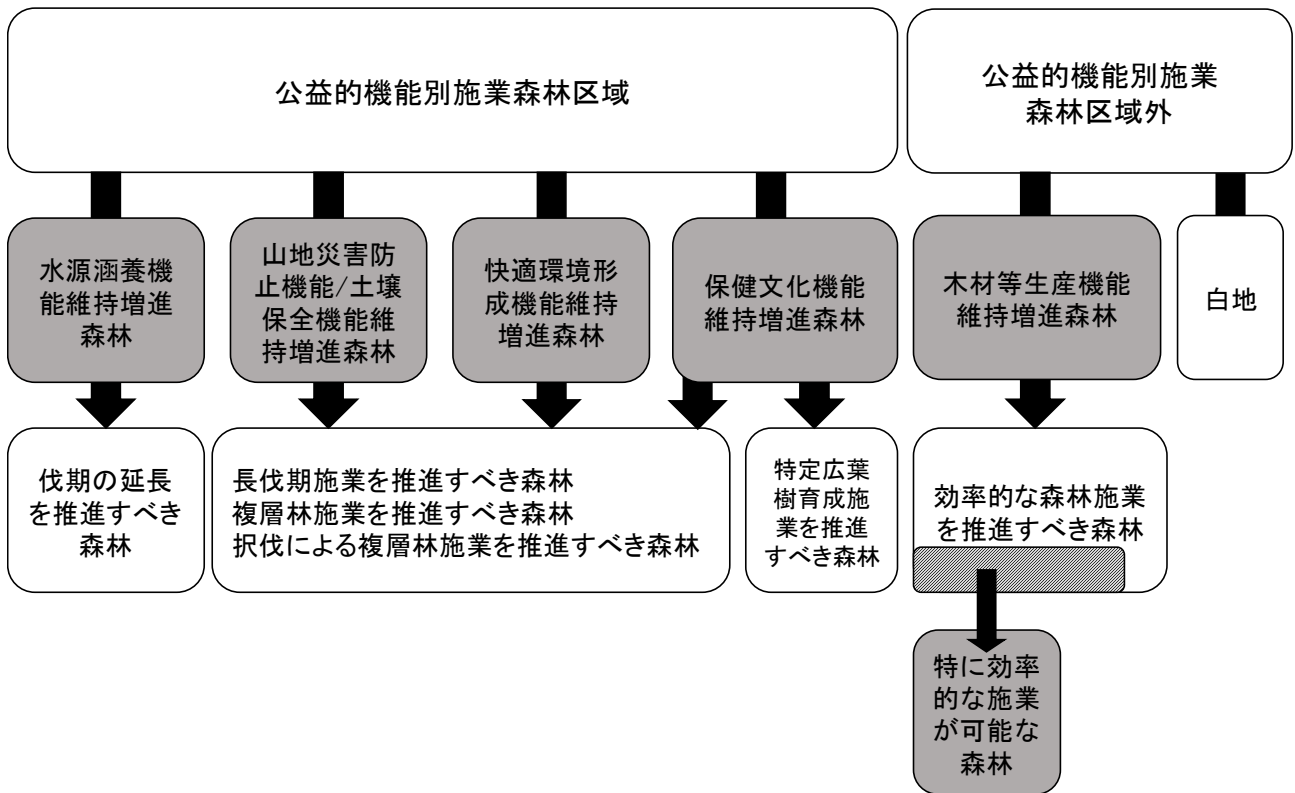 公益的機能別施業森林区域
公益的機能別施業
森林区域外
水源涵養機
能維持増進
森林
山地災害防
止機能/土壌
保全機能維
持増進森林
快適環境形
成機能維持
増進森林
保健文化機能
維持増進森林
木材等生産機能
維持増進森林
白地
伐期の延長
を推進すべき
森林
長伐期施業を推進すべき森林
複層林施業を推進すべき森林
択伐による複層林施業を推進すべき森林
特定広葉
樹育成施
業を推進
すべき森林
効率的な森林施業
を推進すべき森林
特に効率
的な施業
が可能な
森林